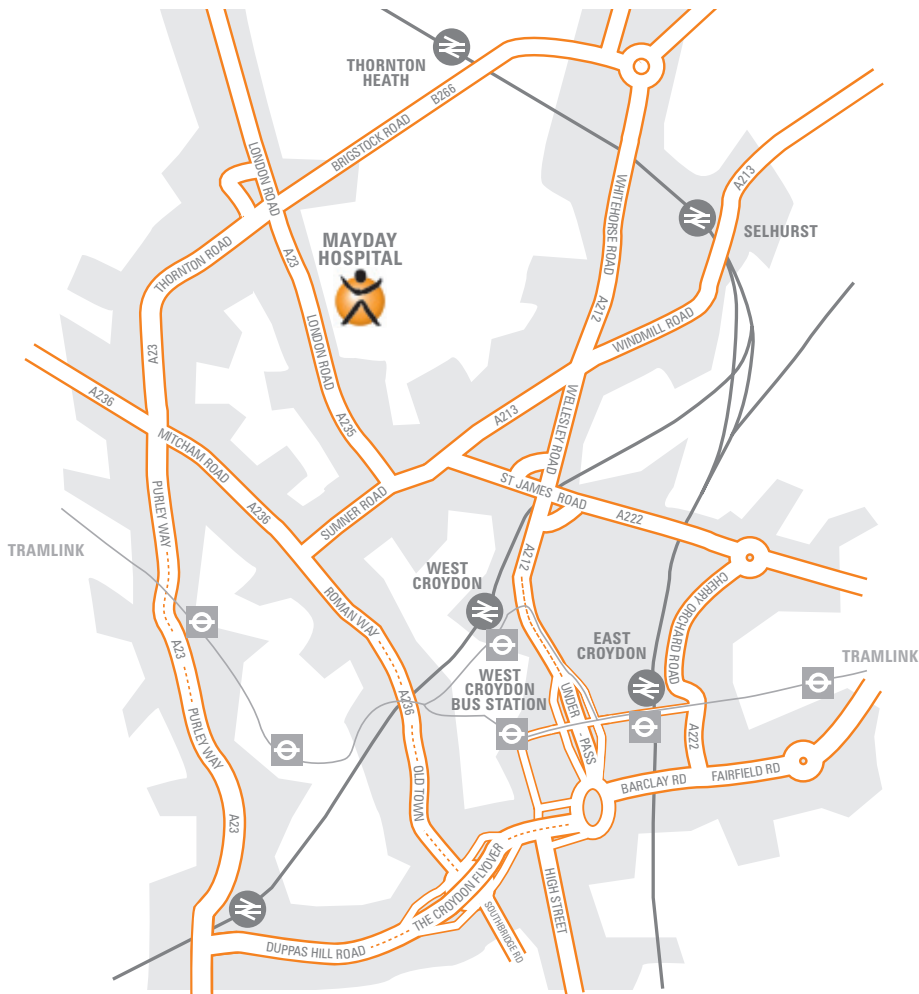 THORNTON
HEATH
B266
BRIGSTOCK ROAD
LONDON ROAD
A213
WHITEHORSE ROAD
SELHURST
THORNTON ROAD
A23
MAYDAY
HOSPITAL
A212
LONDON ROAD
WINDMILL ROAD
A23
A236
A235
A213
WELLESLEY ROAD
MITCHAM ROAD
PURLEY WAY
A236
SUMNER ROAD
ST JAMES ROAD
A222
TRAMLINK
A212
WEST
CROYDON
CHERRY ORCHARD ROAD
ROMAN WAY
A23
EAST
CROYDON
TRAMLINK
WEST
CROYDON
BUS STATION
A236
UNDER
- PASS
PURLEY WAY
A222
OLD TOWN
BARCLAY RD
FAIRFIELD RD
A23
THE CROYDON FLYOVER
HIGH STREET
SOUTHBRIDGE RD
DUPPAS HILL ROAD